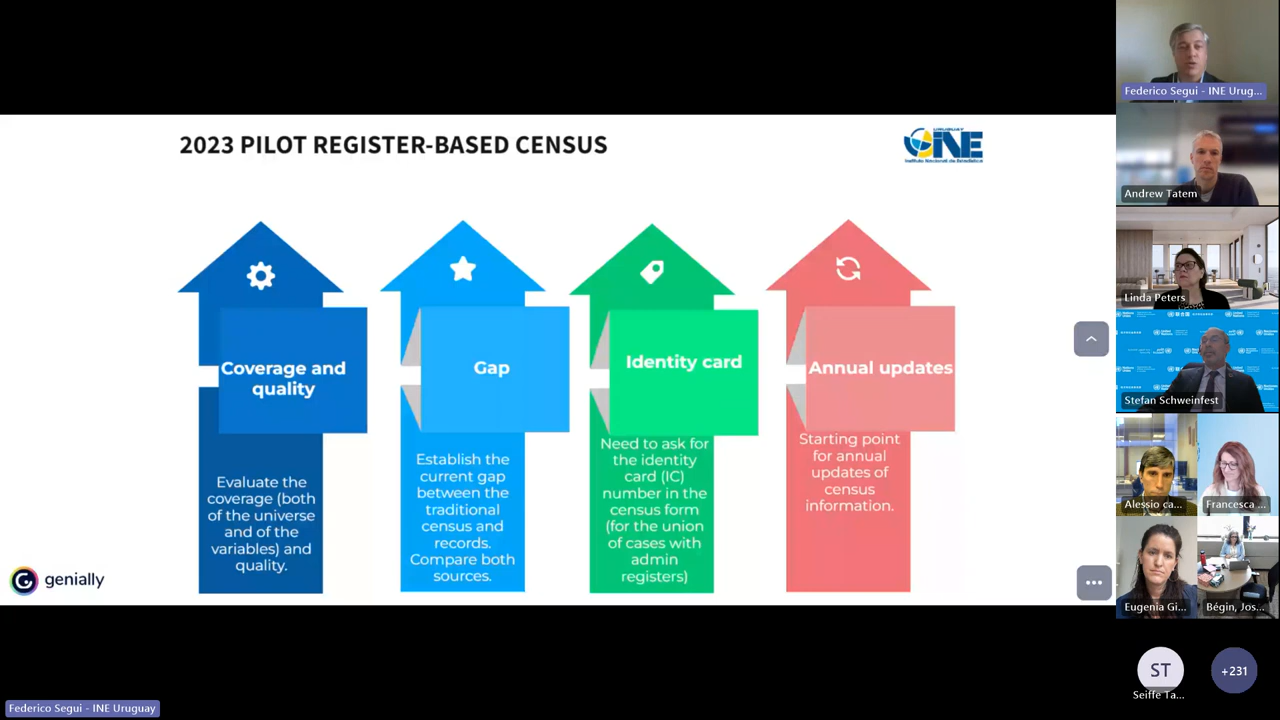 2023 PILOT REGISTER-BASED CENSUS
URUGUAY
INE
Instituto Nacional de Estadística
Coverage and
quality
Evaluate the
coverage (both
of the universe
and of the
variables) and
quality.
Gap
Establish the
current gap
between the
traditional
census and
records.
Compare both
sources.
Identity card
Need to ask for
the identity
card (IC)
number in the
census form
(for the union
of cases with
admin
registers)
Annual updates
Starting point
for annual
updates of
census
information.
genially
Federico Segui - INE Urug...
Andrew Tatem
Linda Peters
Stefan Schweinfest
Alessio ca...
Francesca ...
Eugenia Gi...
Bégin, Jos...
ST
Seiffe Ta...
+231
Federico Segui - INE Uruguay